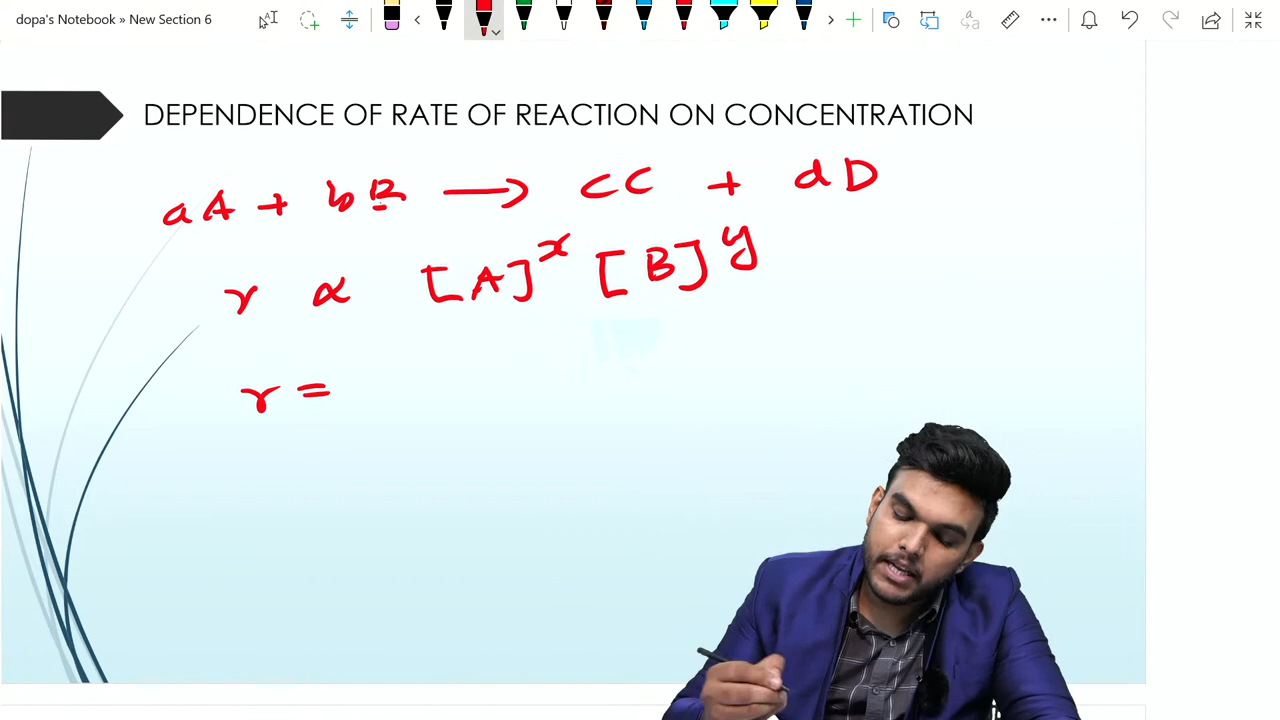 dopa's Notebook » New Section 6
DEPENDENCE OF RATE OF REACTION ON CONCENTRATION
aA + bB → cC + dD
r ∝ [A]^x [B]^y
r =